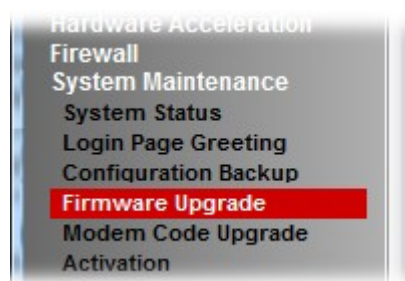 Hardware Acceleration
Firewall
System Maintenance
System Status
Login Page Greeting
Configuration Backup
Firmware Upgrade
Modem Code Upgrade
Activation